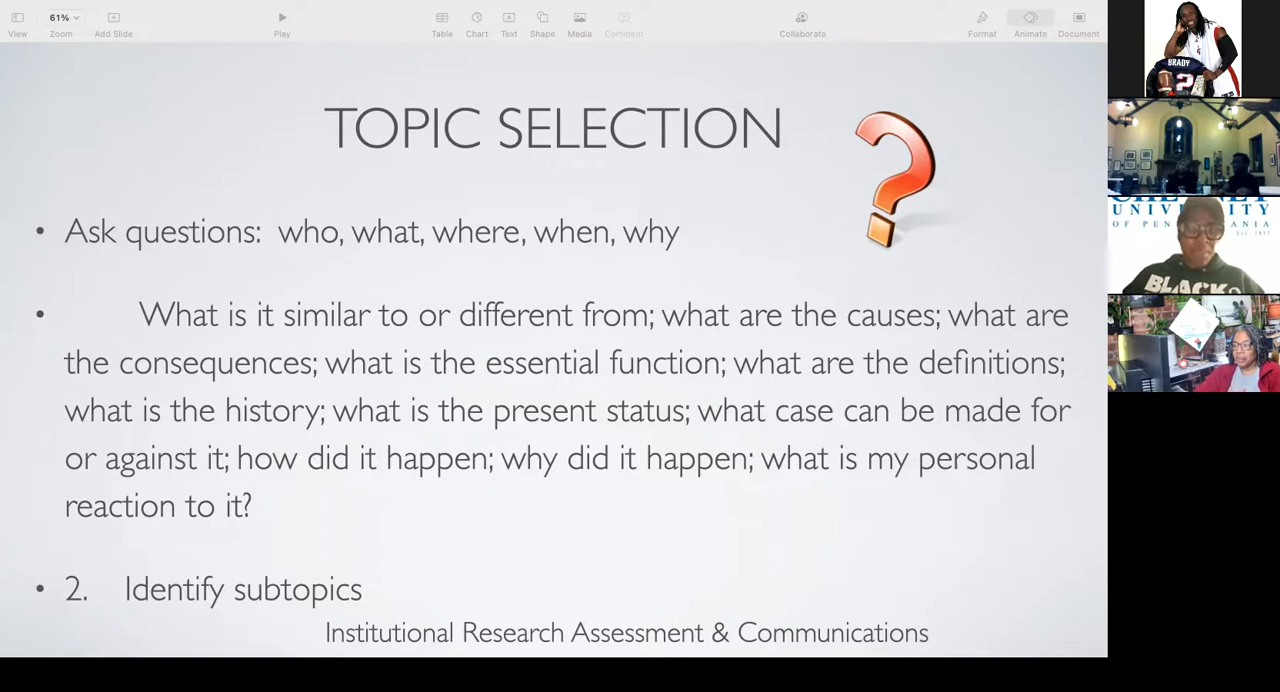 61%
View Zoom Add Slide Play Table Chart Text Shape Media Comment Collaborate Format Animate Document
TOPIC SELECTION
• Ask questions: who, what, where, when, why
• What is it similar to or different from; what are the causes; what are
the consequences; what is the essential function; what are the definitions;
what is the history; what is the present status; what case can be made for
or against it; how did it happen; why did it happen; what is my personal
reaction to it?
• 2. Identify subtopics
Institutional Research Assessment & Communications
BRADY
2
UNIVERSITY
OF